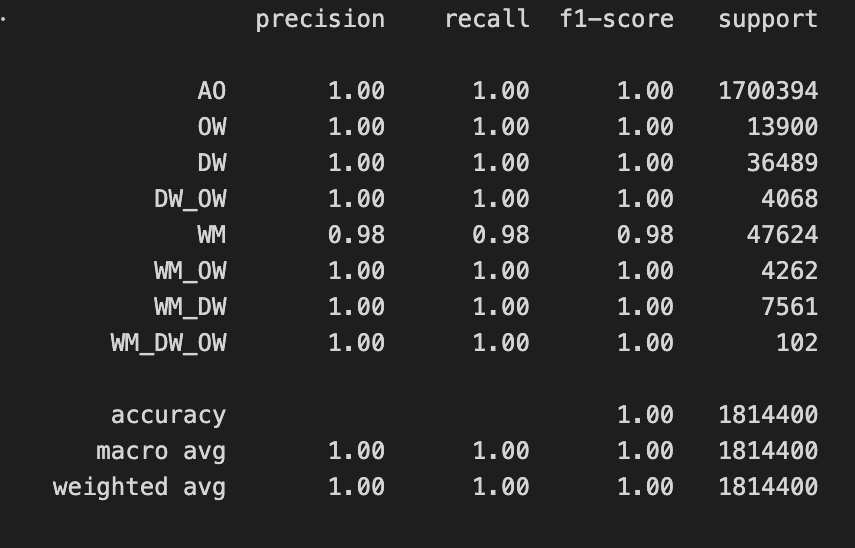 precision recall f1-score support
AO 1.00 1.00 1.00 1700394
OW 1.00 1.00 1.00 13900
DW 1.00 1.00 1.00 36489
DW_OW 1.00 1.00 1.00 4068
WM 0.98 0.98 0.98 47624
WM_OW 1.00 1.00 1.00 4262
WM_DW 1.00 1.00 1.00 7561
WM_DW_OW 1.00 1.00 1.00 102
accuracy 1.00 1814400
macro avg 1.00 1.00 1.00 1814400
weighted avg 1.00 1.00 1.00 1814400